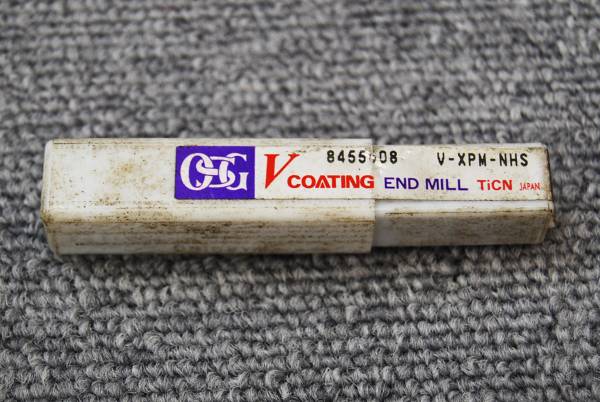 OSG V COATING END MILL TiCN JAPAN
V-XPM-NHS